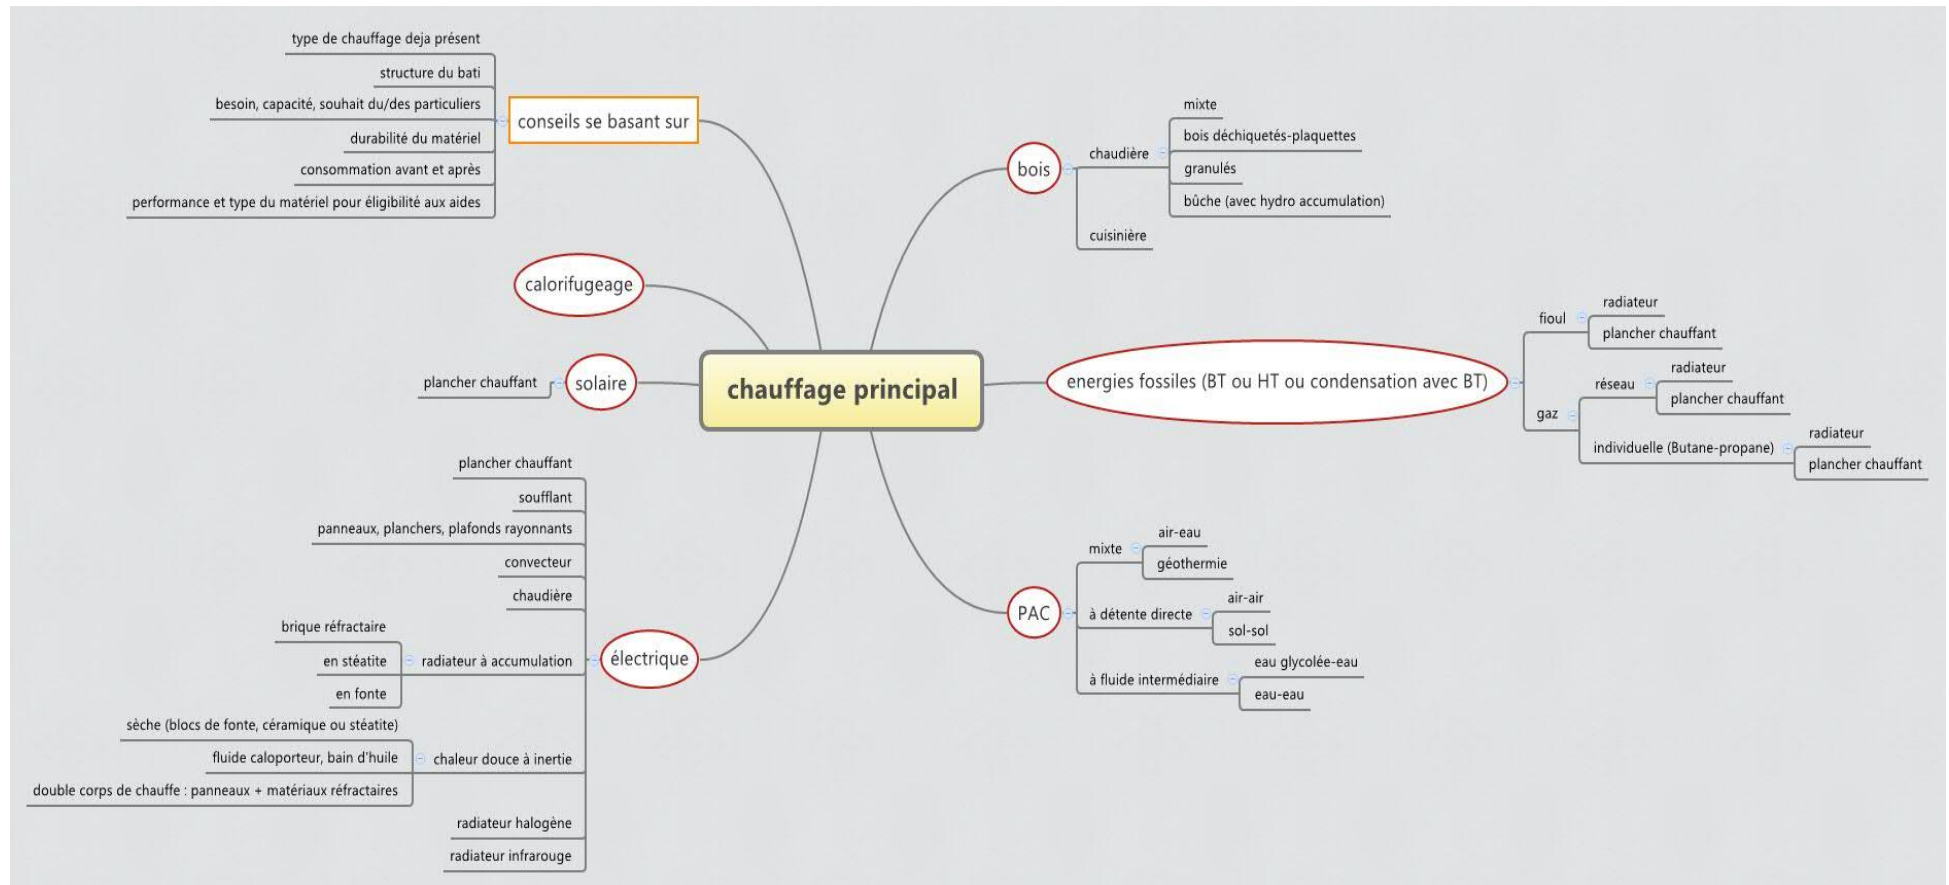 type de chauffage deja présent
structure du bati
besoin, capacité, souhait du/des particuliers
durabilité du matériel
consommation avant et après
performance et type du matériel pour éligibilité aux aides
conseils se basant sur
calorifugeage
plancher chauffant
solaire
chauffage principal
plancher chauffant
soufflant
panneaux, planchers, plafonds rayonnants
convecteur
chaudière
brique réfractaire
en stéatite
en fonte
radiateur à accumulation
sèche (blocs de fonte, céramique ou stéatite)
fluide caloporteur, bain d'huile
double corps de chauffe : panneaux + matériaux réfractaires
chaleur douce à inertie
radiateur halogène
radiateur infrarouge
électrique
bois
chaudière
mixte
bois déchiquetés-plaquettes
granulés
bûche (avec hydro accumulation)
cuisinière
energies fossiles (BT ou HT ou condensation avec BT)
fioul
radiateur
plancher chauffant
gaz
réseau
radiateur
plancher chauffant
individuelle (Butane-propane)
radiateur
plancher chauffant
PAC
mixte
air-eau
géothermie
à détente directe
air-air
sol-sol
à fluide intermédiaire
eau glycolée-eau
eau-eau